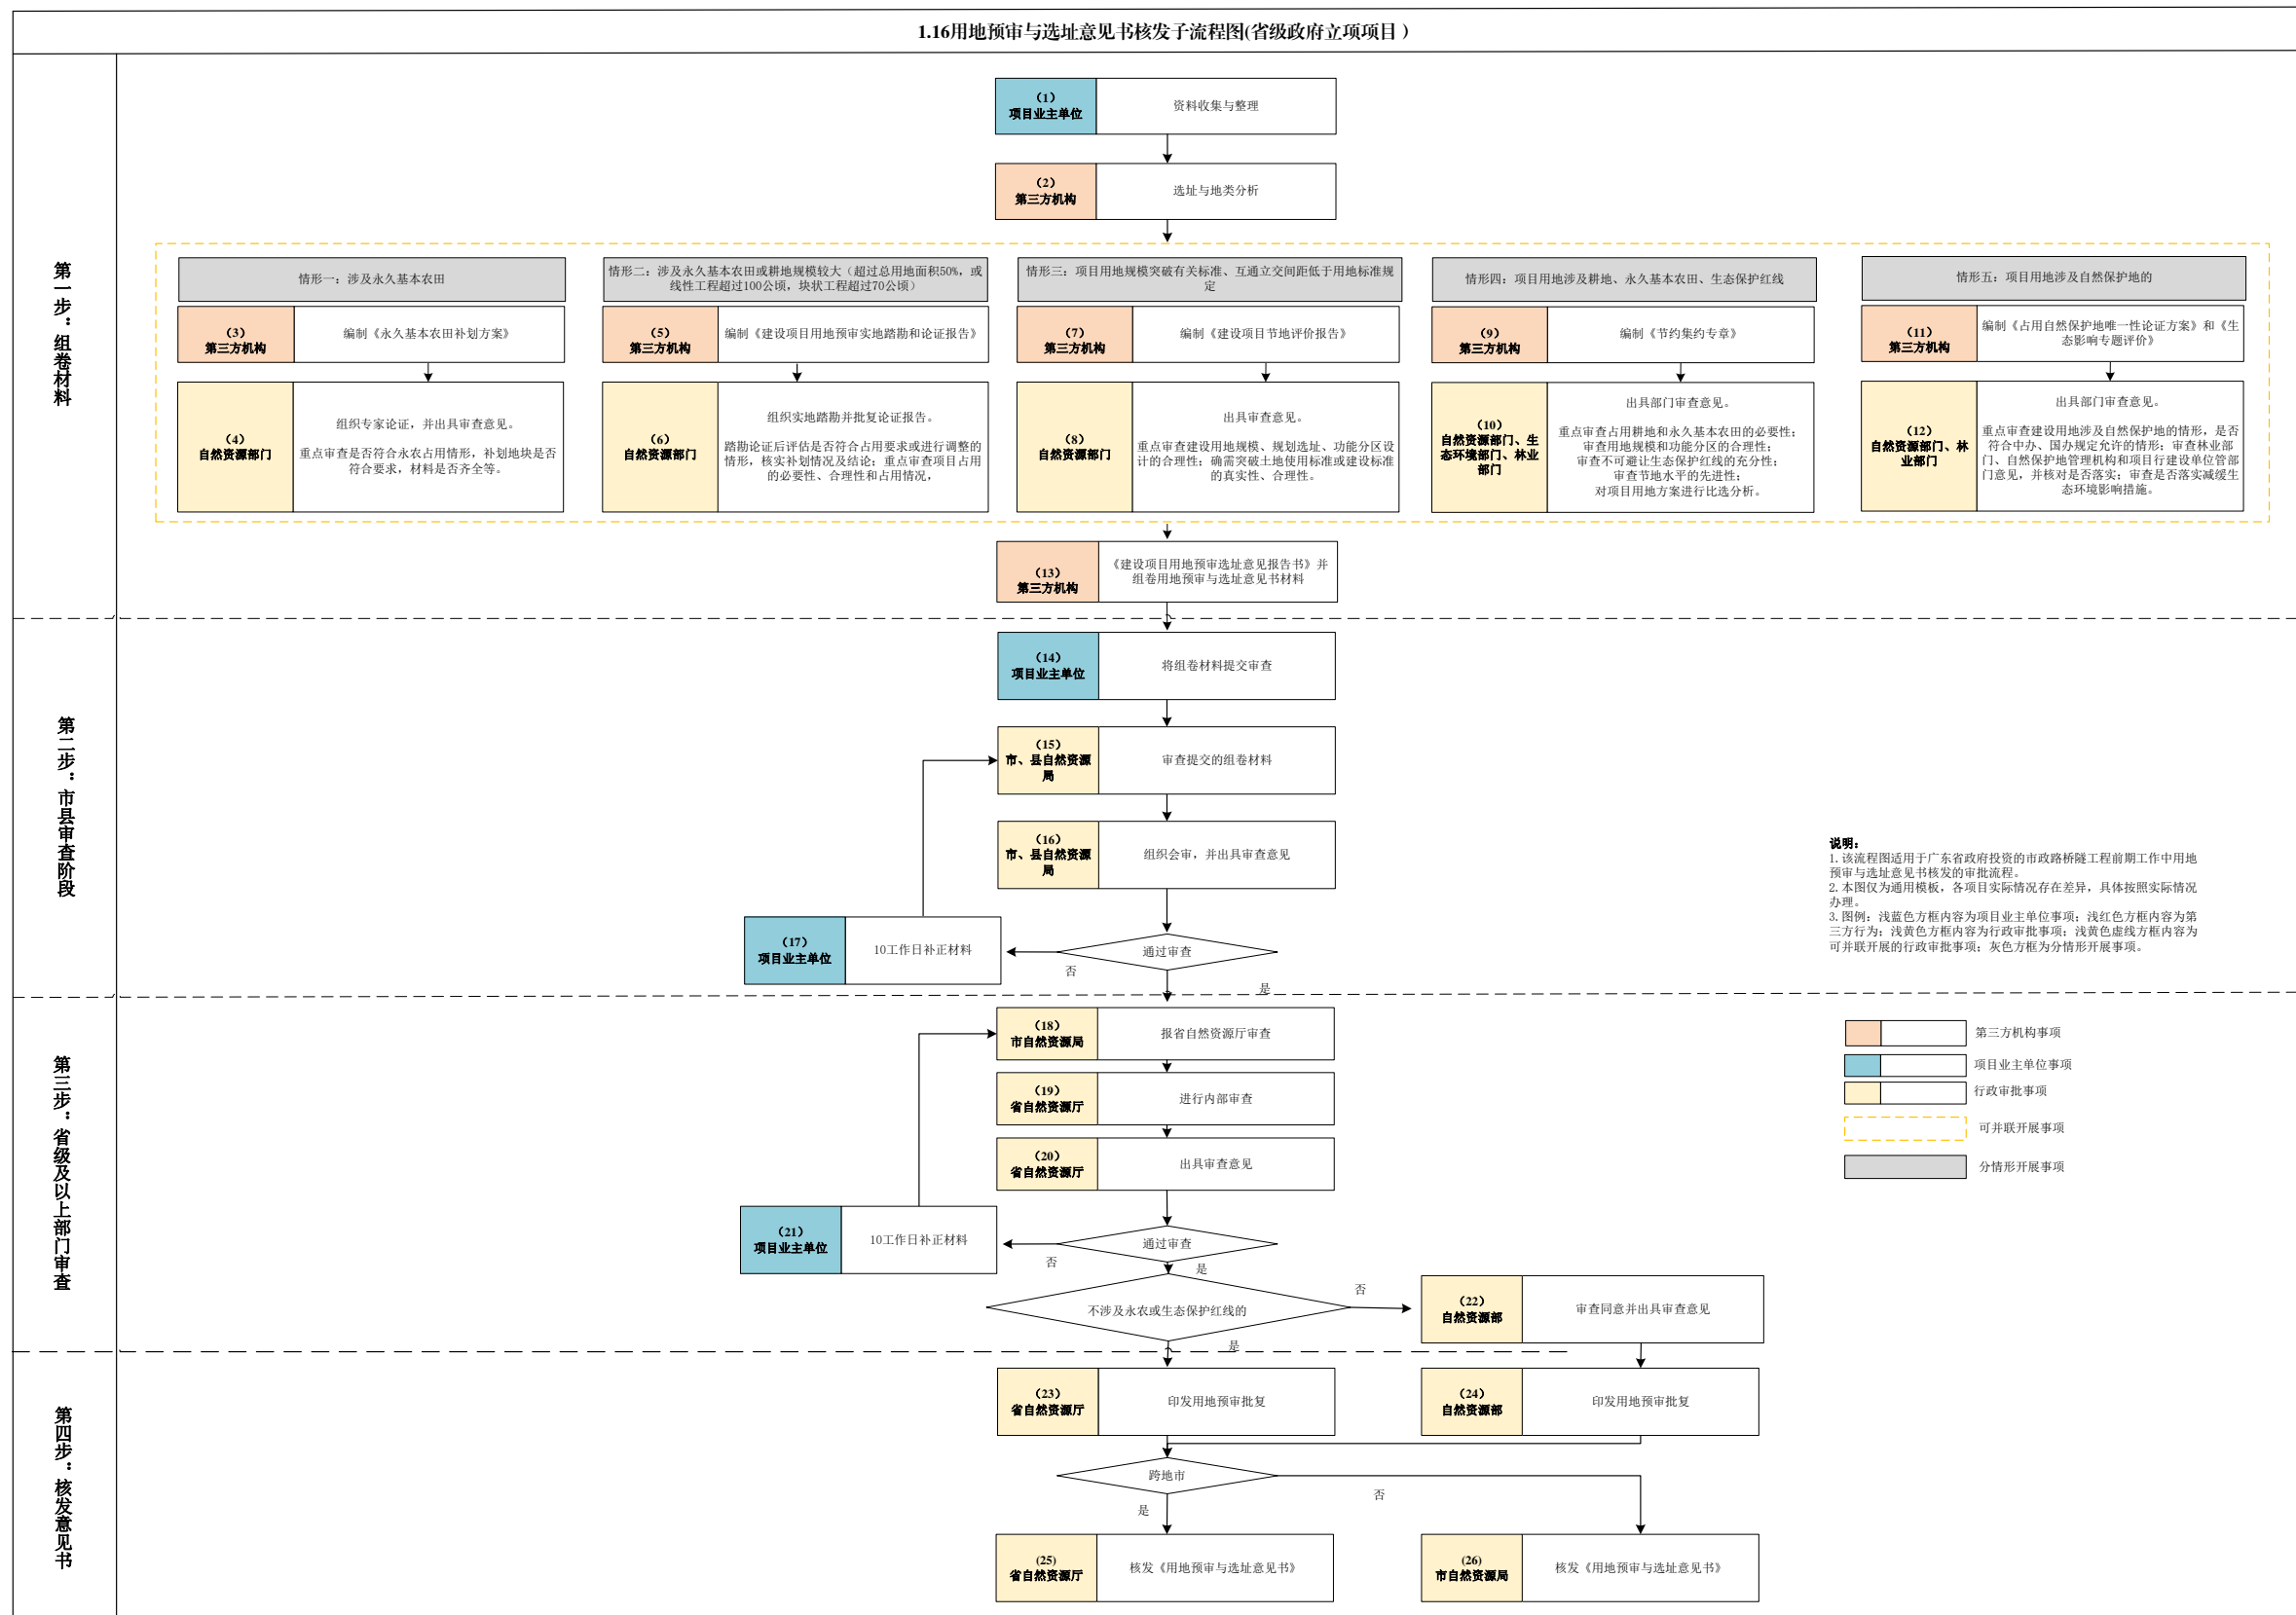 1.16用地预审与选址意见书核发子流程图(省级政府立项项目）
第一步：组卷材料
（1）
项目业主单位
资料收集与整理
（2）
第三方机构
选址与地类分析
情形一：涉及永久基本农田
（3）
第三方机构
编制《永久基本农田补划方案》
（4）
自然资源部门
组织专家论证，并出具审查意见。
重点审查是否符合永农占用情形，补划地块是否
符合要求，材料是否齐全等。
情形二：涉及永久基本农田或耕地规模较大（超过总用地面积50%，或
线性工程超过100公顷，块状工程超过70公顷）
（5）
第三方机构
编制《建设项目用地预审实地踏勘和论证报告》
（6）
自然资源部门
组织实地踏勘并批复论证报告。
踏勘论证后评估是否符合占用要求或进行调整的
情形，核实补划情况及结论；重点审查项目占用
的必要性、合理性和占用情况，
情形三：项目用地规模突破有关标准、互通立交间距低于用地标准规
定
（7）
第三方机构
编制《建设项目节地评价报告》
（8）
自然资源部门
出具审查意见。
重点审查建设用地规模、规划选址、功能分区设
计的合理性；确需突破土地使用标准或建设标准
的真实性、合理性。
情形四：项目用地涉及耕地、永久基本农田、生态保护红线
（9）
第三方机构
编制《节约集约专章》
（10）
自然资源部门、生
态环境部门、林业
部门
出具部门审查意见。
重点审查占用耕地和永久基本农田的必要性；
审查用地规模和功能分区的合理性；
审查不可避让生态保护红线的充分性；
审查节地水平的先进性；
对项目用地方案进行比选分析。
情形五：项目用地涉及自然保护地的
（11）
第三方机构
编制《占用自然保护地唯一性论证方案》和《生
态影响专题评价》
（12）
自然资源部门、林
业部门
出具部门审查意见。
重点审查建设用地涉及自然保护地的情形，是否
符合中办、国办规定允许的情形；审查林业部
门、自然保护地管理机构和项目行建设单位管部
门意见，并核对是否落实；审查是否落实减缓生
态环境影响措施。
（13）
第三方机构
《建设项目用地预审选址意见报告书》并
组卷用地预审与选址意见书材料
第二步：市县审查阶段
（14）
项目业主单位
将组卷材料提交审查
（15）
市、县自然资源
局
审查提交的组卷材料
（16）
市、县自然资源
局
组织会审，并出具审查意见
（17）
项目业主单位
10工作日补正材料
通过审查
否
是
说明：
1.该流程图适用于广东省政府投资的市政路桥隧工程前期工作中用地
预审与选址意见书核发的审批流程。
2.本图仅为通用模板，各项目实际情况存在差异，具体按照实际情况
办理。
3.图例：浅蓝色方框内容为项目业主单位事项；浅红色方框内容为第
三方行为；浅黄色方框内容为行政审批事项；浅黄色虚线方框内容为
可并联开展的行政审批事项；灰色方框为分情形开展事项。
第三步：省级及以上部门审查
（18）
市自然资源局
报省自然资源厅审查
（19）
省自然资源厅
进行内部审查
（20）
省自然资源厅
出具审查意见
（21）
项目业主单位
10工作日补正材料
通过审查
否
是
不涉及永农或生态保护红线的
否
是
（22）
自然资源部
审查同意并出具审查意见
第三方机构事项
项目业主单位事项
行政审批事项
可并联开展事项
分情形开展事项
第四步：核发意见书
（23）
省自然资源厅
印发用地预审批复
（24）
自然资源部
印发用地预审批复
跨地市
是
否
(25)
省自然资源厅
核发《用地预审与选址意见书》
(26)
市自然资源局
核发《用地预审与选址意见书》